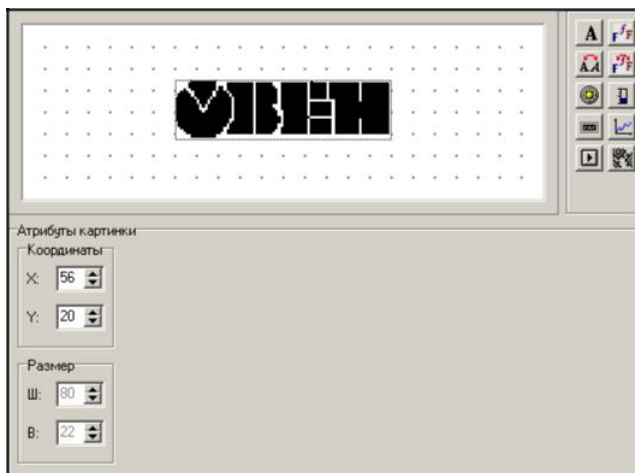 ОВЕН
A
F f F
A A
F F
Атрибуты картинки
Координаты
X: 56
Y: 20
Размер
Ш: 80
В: 22